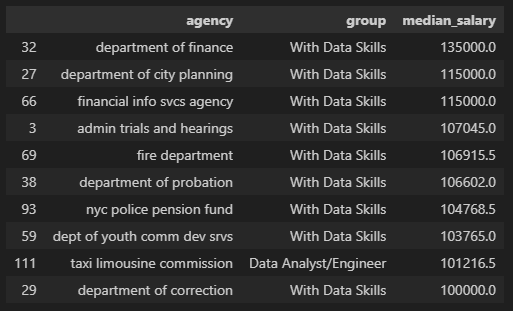 agency group median_salary
32 department of finance With Data Skills 135000.0
27 department of city planning With Data Skills 115000.0
66 financial info svcs agency With Data Skills 115000.0
3 admin trials and hearings With Data Skills 107045.0
69 fire department With Data Skills 106915.5
38 department of probation With Data Skills 106602.0
93 nyc police pension fund With Data Skills 104768.5
59 dept of youth comm dev srvs With Data Skills 103765.0
111 taxi limousine commission Data Analyst/Engineer 101216.5
29 department of correction With Data Skills 100000.0